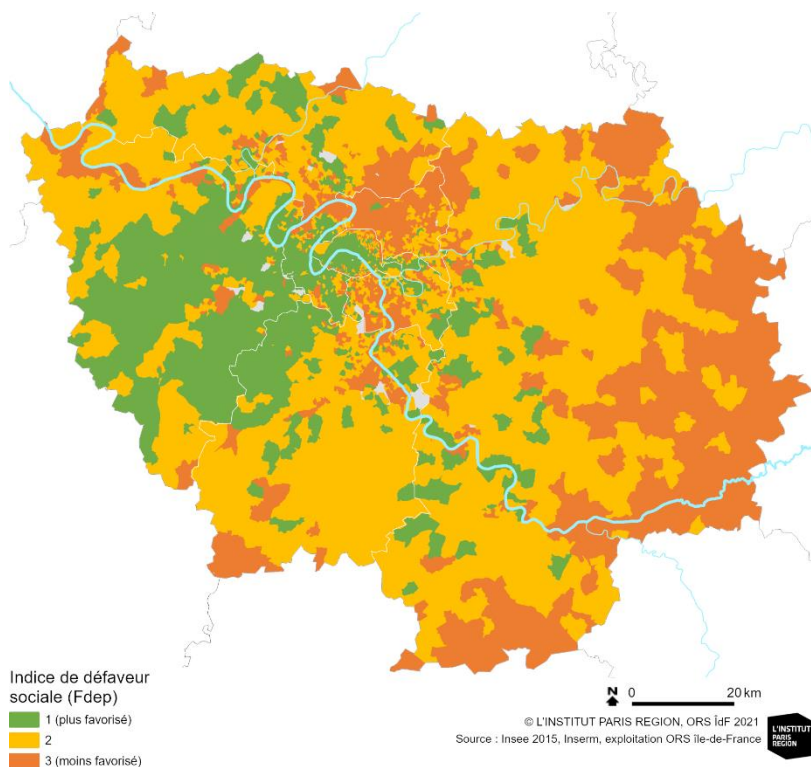 Indice de défaveur
sociale (Fdep)
1 (plus favorisé)
2
3 (moins favorisé)
N 0 20 km
© L'INSTITUT PARIS REGION, ORS ÎdF 2021
Source : Insee 2015, Inserm, exploitation ORS île-de-France
L'INSTITUT
PARIS
REGION